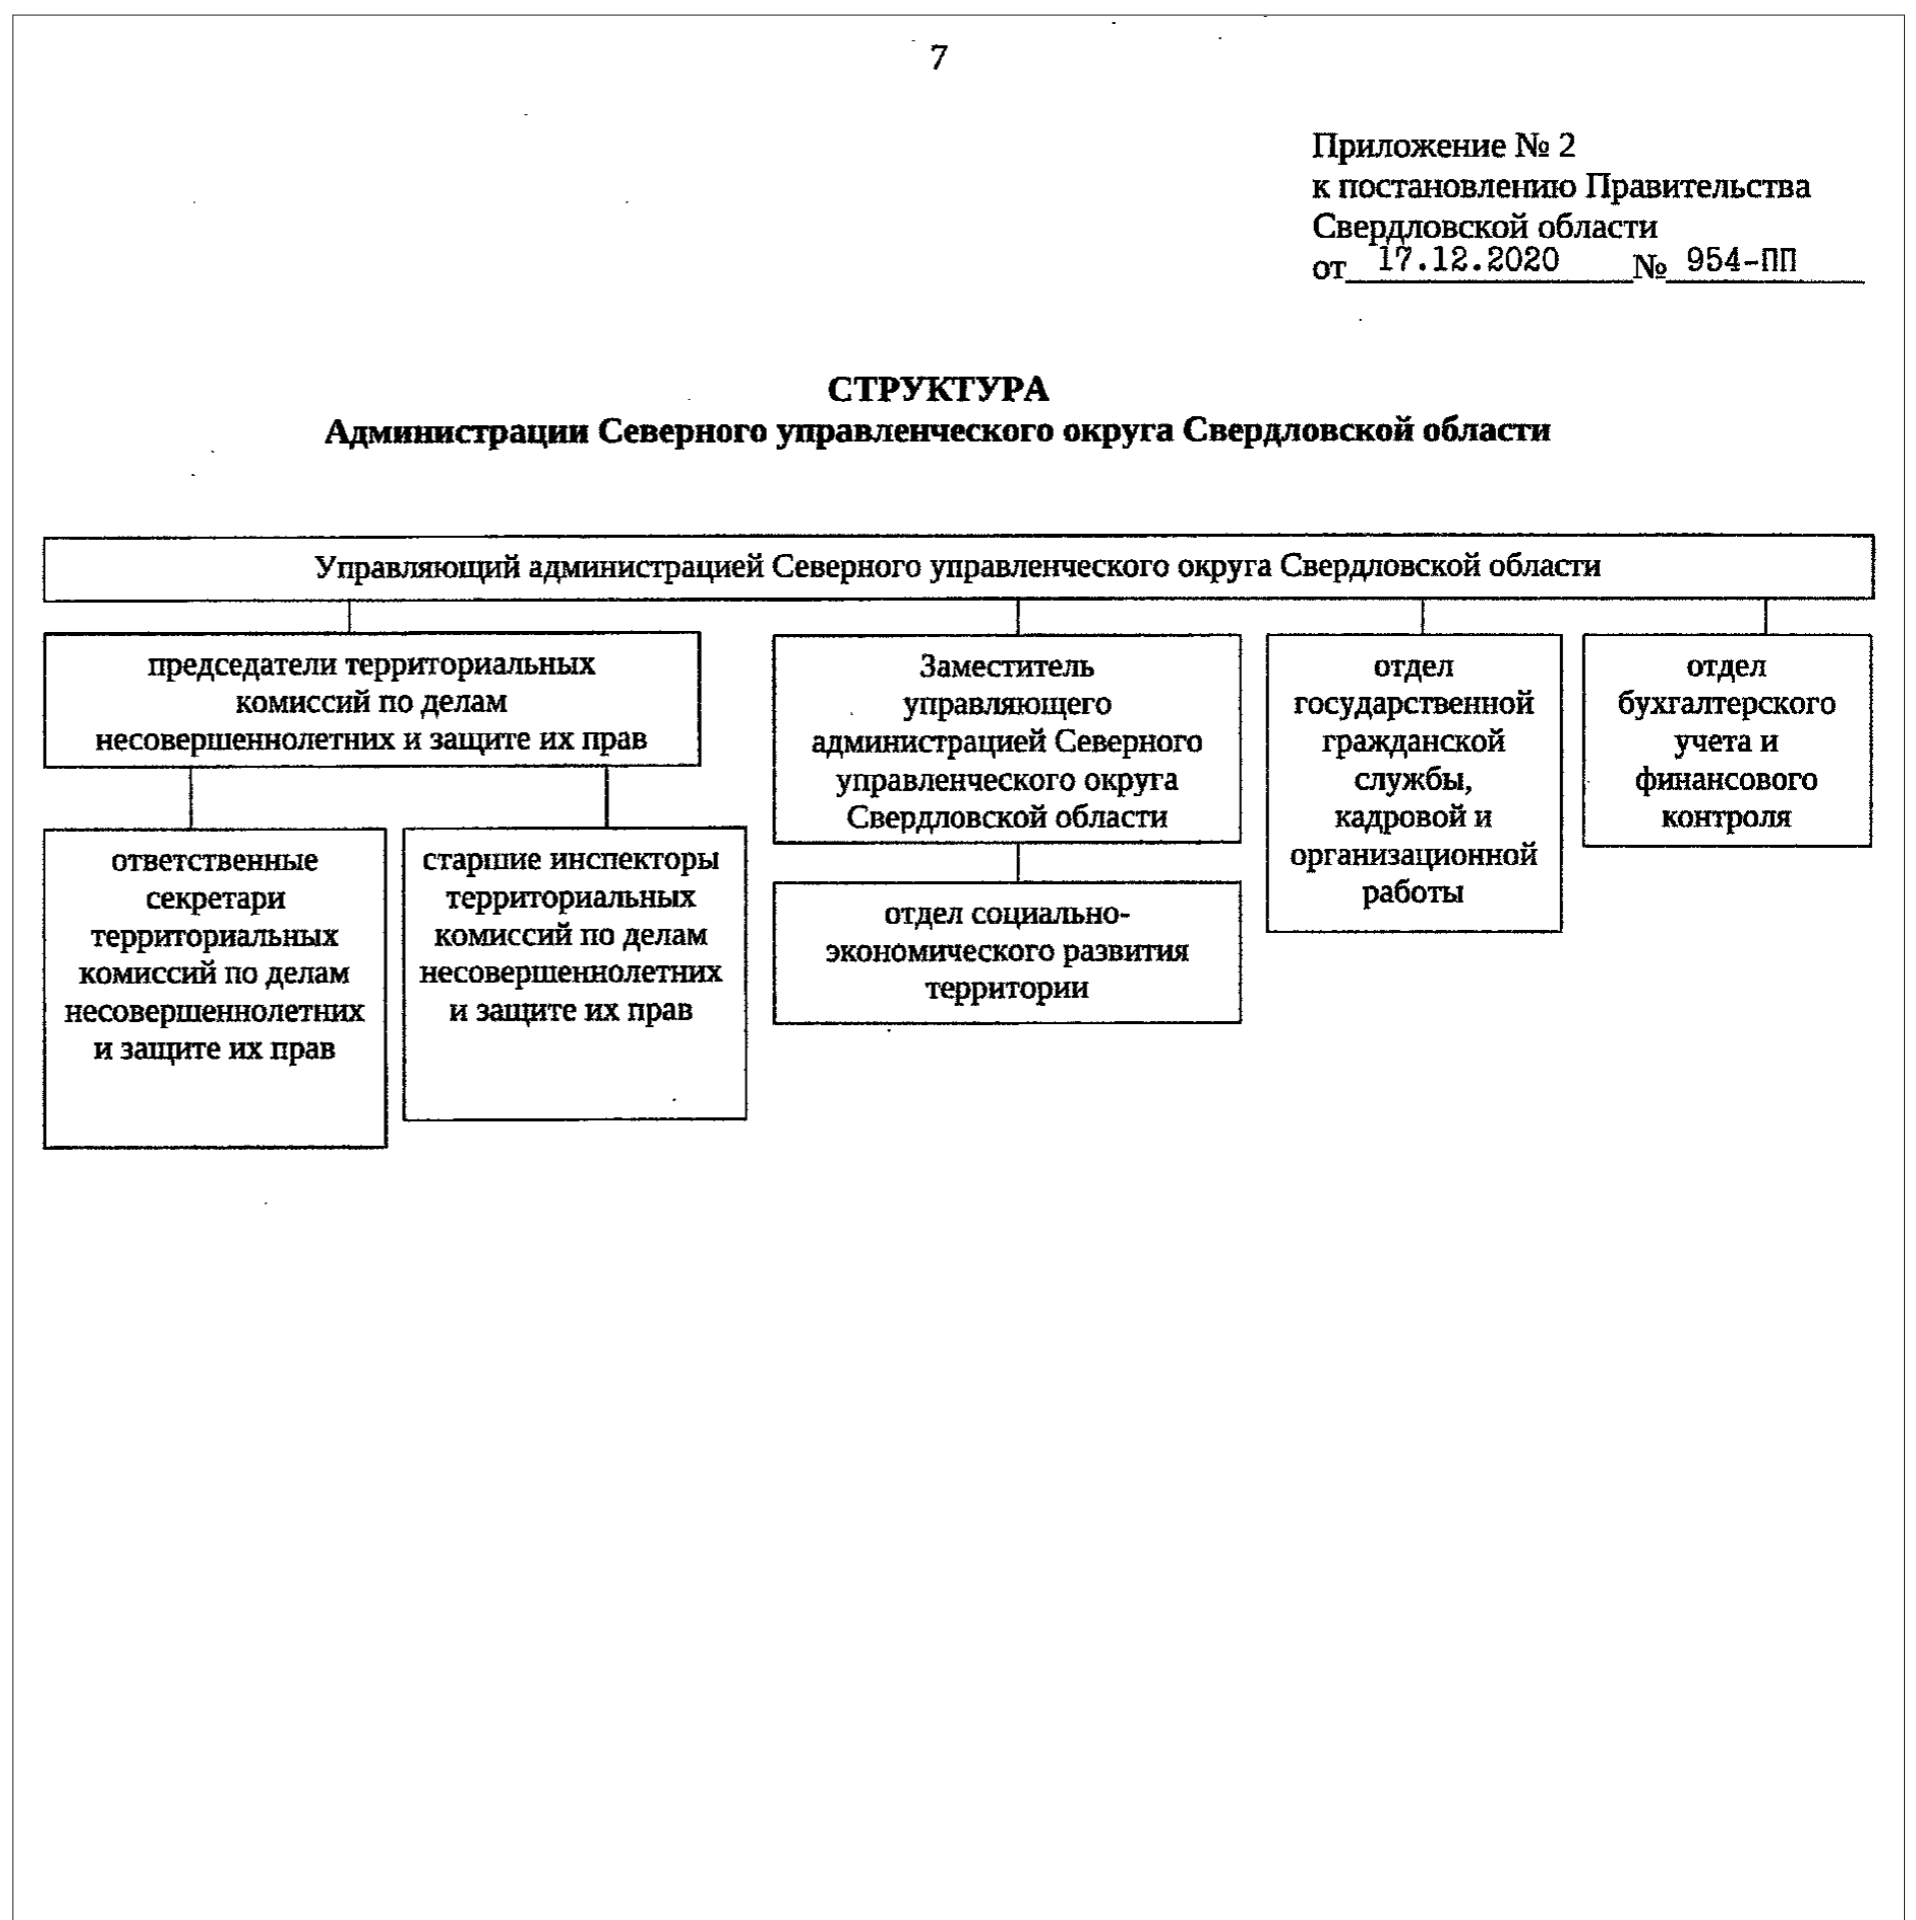 7
Приложение № 2
к постановлению Правительства
Свердловской области
от 17.12.2020 № 954-ПП
СТРУКТУРА
Администрации Северного управленческого округа Свердловской области
Управляющий администрацией Северного управленческого округа Свердловской области
председатели территориальных
комиссий по делам
несовершеннолетних и защите их прав
ответственные
секретари
территориальных
комиссий по делам
несовершеннолетних
и защите их прав
старшие инспекторы
территориальных
комиссий по делам
несовершеннолетних
и защите их прав
Заместитель
управляющего
администрацией Северного
управленческого округа
Свердловской области
отдел социально-
экономического развития
территории
отдел
государственной
гражданской
службы,
кадровой и
организационной
работы
отдел
бухгалтерского
учета и
финансового
контроля